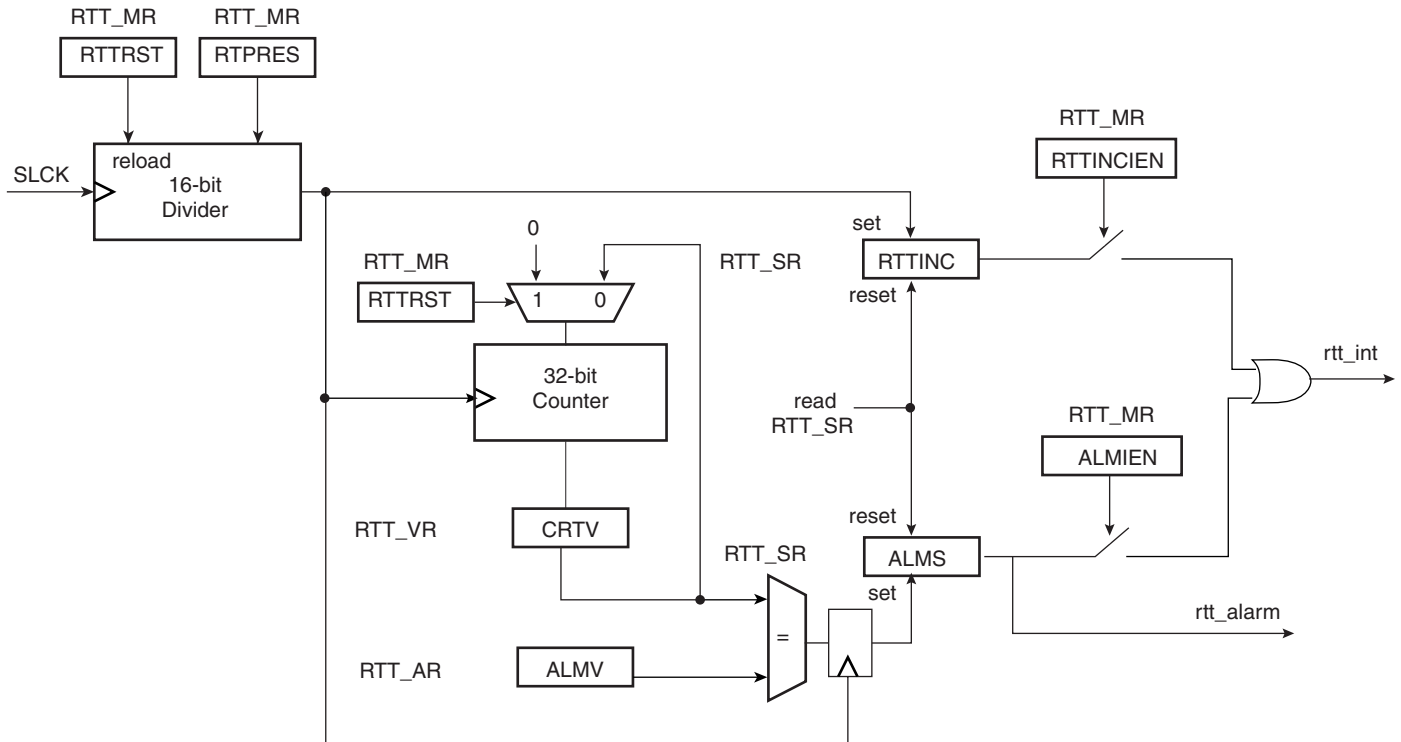 RTT_MR
RTT_MR
RTTRST
RTPRES
RTT_MR
reload
RTTINCIEN
SLCK
16-bit
Divider
set
0
RTT_MR
RTT_SR
RTTINC
RTTRST
1
0
reset
rtt_int
32-bit
Counter
read
RTT_SR
RTT_MR
ALMIEN
reset
RTT_VR
CRTV
RTT_SR
ALMS
set
rtt_alarm
=
RTT_AR
ALMV